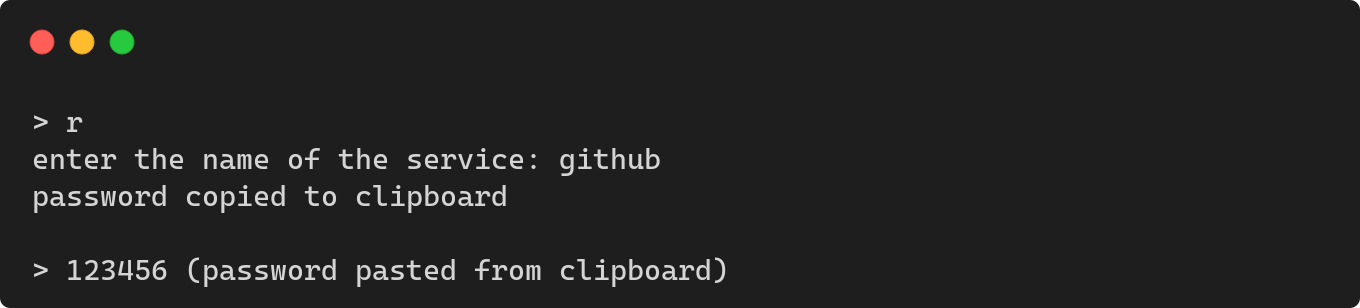 > r
enter the name of the service: github
password copied to clipboard
> 123456 (password pasted from clipboard)